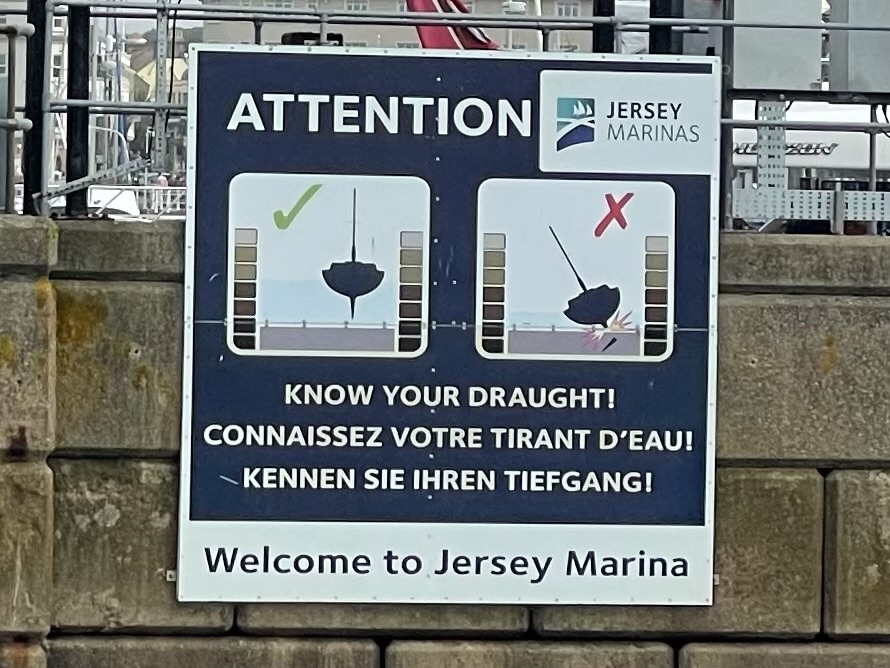 ATTENTION
JERSEY
MARINAS
KNOW YOUR DRAUGHT!
CONNAISSEZ VOTRE TIRANT D'EAU!
KENNEN SIE IHREN TIEFGANG!
Welcome to Jersey Marina